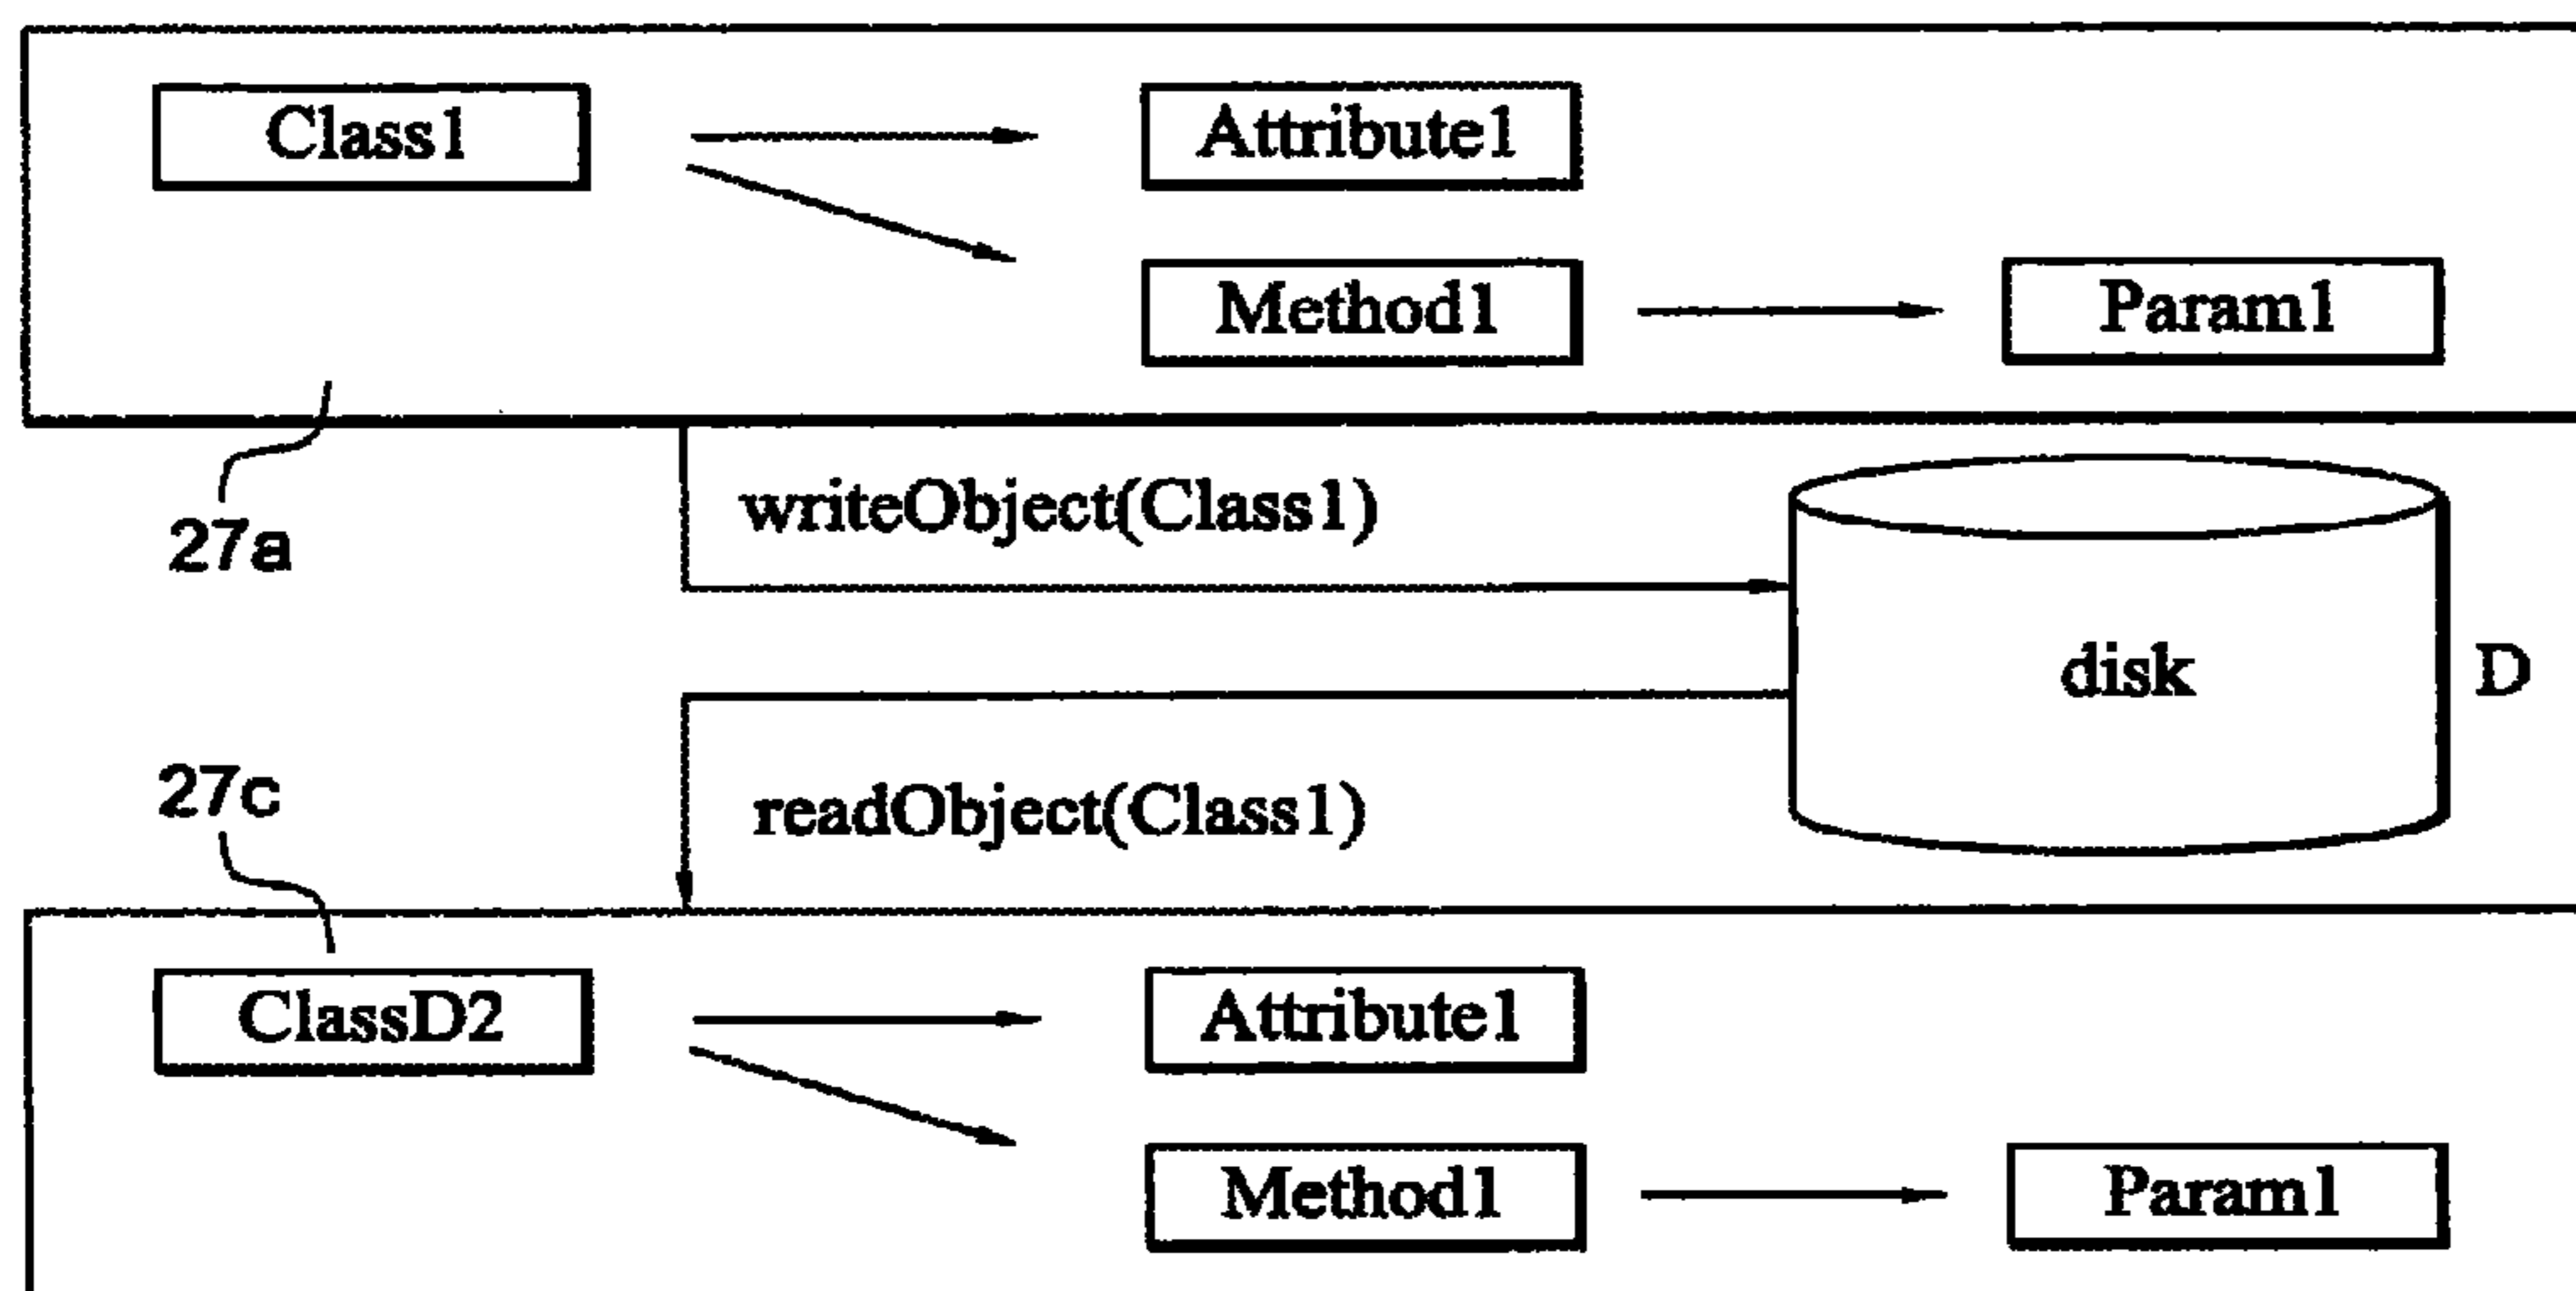 Class1 Attribute1
Method1 Param1
27a
writeObject(Class1)
disk D
27c
readObject(Class1)
ClassD2 Attribute1
Method1 Param1